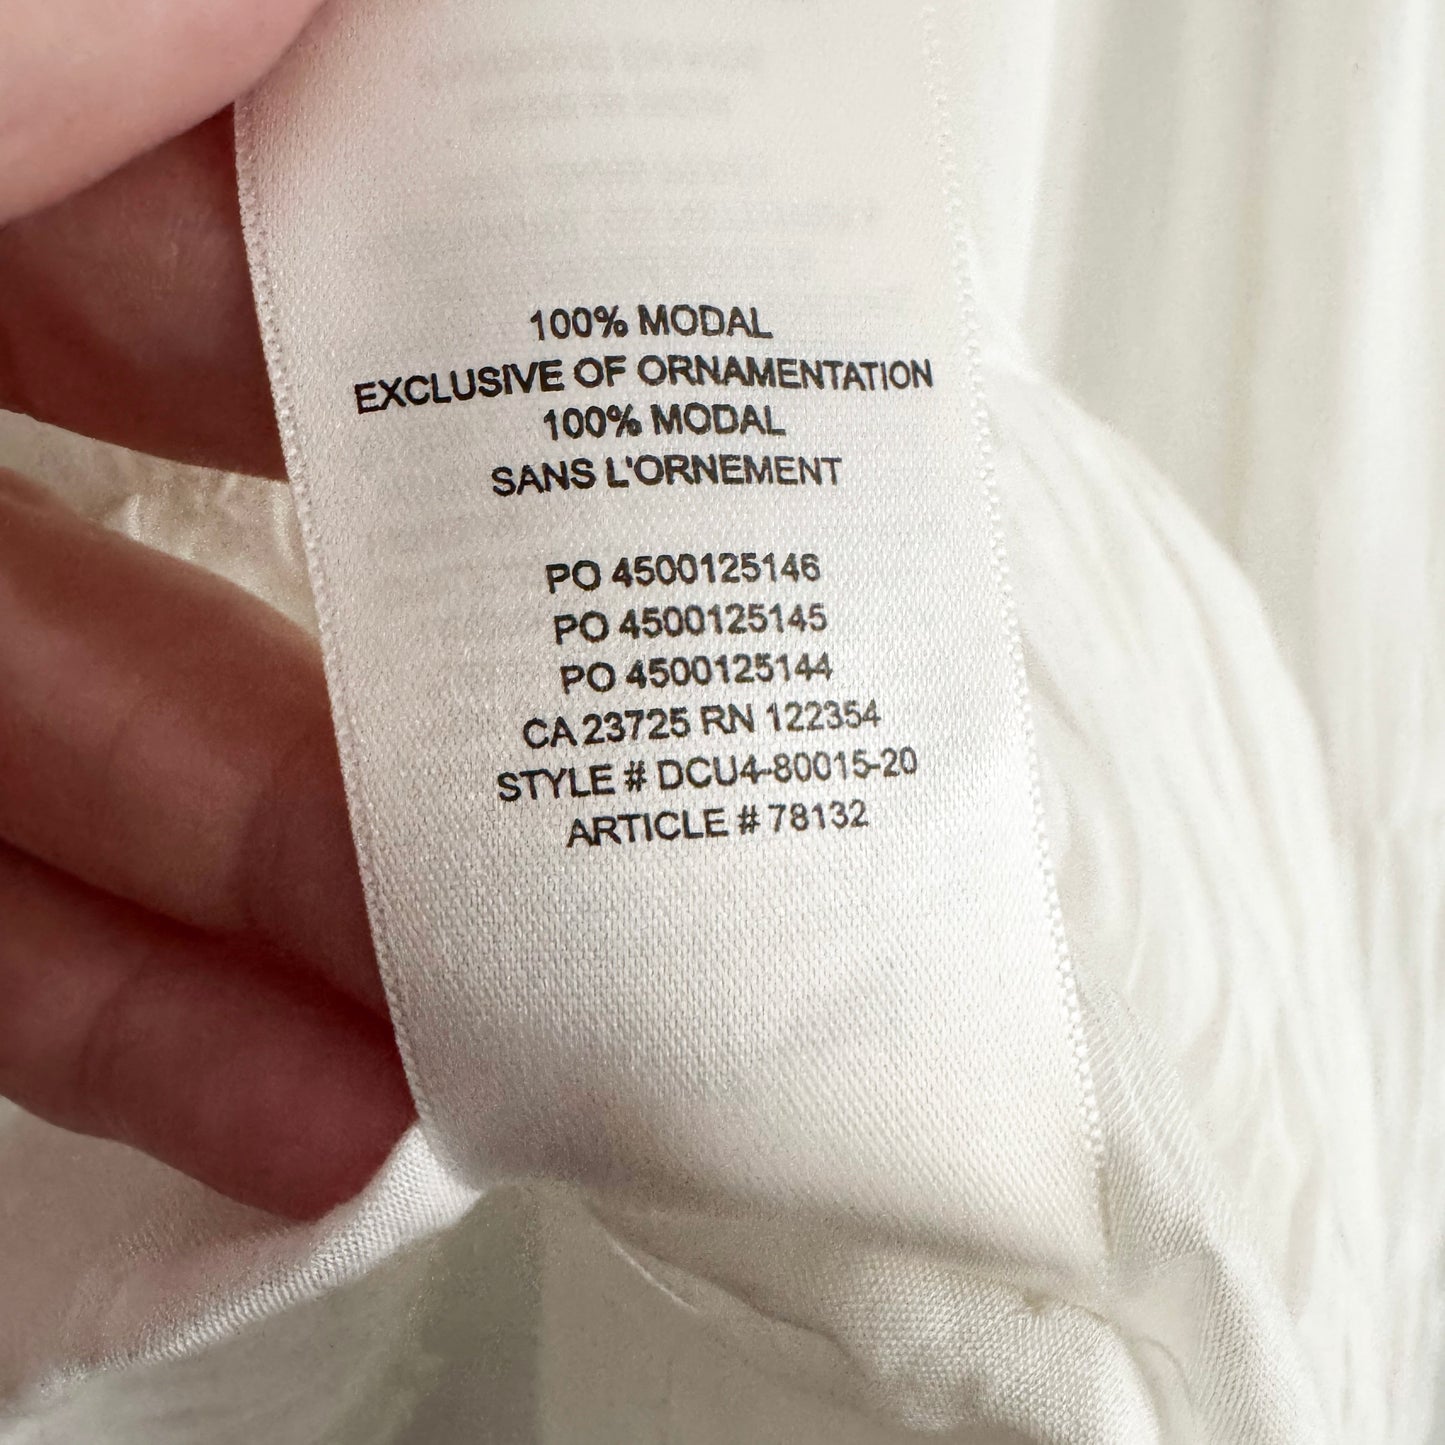 100% MODAL
EXCLUSIVE OF ORNAMENTATION
100% MODAL
SANS L'ORNEMENT
PO 4500125146
PO 4500125145
PO 4500125144
CA 23725 RN 122354
STYLE # DCU4-80015-20
ARTICLE # 78132